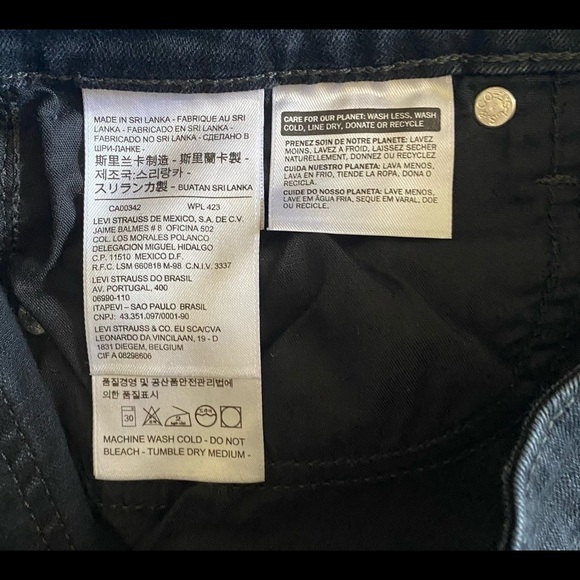 MADE IN SRI LANKA - FABRIQUE AU SRI
LANKA - FABRICADO EN SRI LANKA -
FABRICADO NO SRI LANKA - СДЕЛАНО В
ШРИ-ЛАНКЕ -
斯里兰卡制造 - 斯里蘭卡製 -
제조국:스리랑카 -
スリランカ製 - BUATAN SRI LANKA
CA00342 WPL 423
LEVI STRAUSS DE MEXICO, S.A. DE C.V.
JAIME BALMES # 8 OFICINA 502
COL. LOS MORALES POLANCO
DELEGACION MIGUEL HIDALGO
C.P. 11510 MEXICO D.F.
R.F.C. LSM 660818 M-98 C.N.I.V. 3337
LEVI STRAUSS DO BRASIL
AV. PORTUGAL, 400
06990-110
ITAPEVI – SAO PAULO BRASIL
CNPJ: 43.351.097/0001-90
LEVI STRAUSS & CO. EU SCA/CVA
LEONARDO DA VINCILAAN, 19 - D
1831 DIEGEM, BELGIUM
CIF A 08298806
품질경영 및 공산품안전관리법에
의한 품질표시
30
MACHINE WASH COLD - DO NOT
BLEACH - TUMBLE DRY MEDIUM -
CARE FOR OUR PLANET: WASH LESS, WASH
COLD, LINE DRY, DONATE OR RECYCLE
PRENEZ SOIN DE NOTRE PLANETE: LAVEZ
MOINS, LAVEZ A FROID, LAISSEZ SECHER
NATURELLEMENT, DONNEZ OU RECYCLEZ
CUIDA NUESTRO PLANETA: LAVA MENOS,
LAVA EN FRIO, TIENDE LA ROPA, DONA O
RECICLA.
CUIDE DO NOSSO PLANETA: LAVE MENOS,
LAVE EM ÁGUA FRIA, SEQUE EM VARAL, DOE
OU RECICLE.